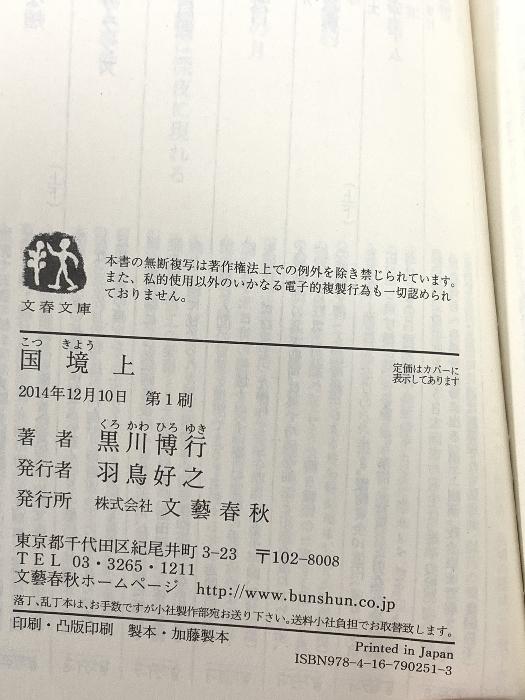 本書の無断複写は著作権法上での例外を除き禁じられています。
また、私的使用以外のいかなる電子的複製行為も一切認められ
ておりません。
文春文庫
こつ きよう
国境 上
定価はカバーに
表示してあります
2014年12月10日 第1刷
くろ かわ ひろ ゆき
著者 黒川博行
発行者 羽鳥好之
発行所 株式会社 文藝春秋
東京都千代田区紀尾井町 3-23 〒102-8008
TEL 03・3265・1211
文藝春秋ホームページ http://www.bunshun.co.jp
落丁、乱丁本は、お手数ですが小社製作部宛お送り下さい。送料小社負担でお取替致します。
印刷・凸版印刷 製本・加藤製本
Printed in Japan
ISBN978-4-16-790251-3